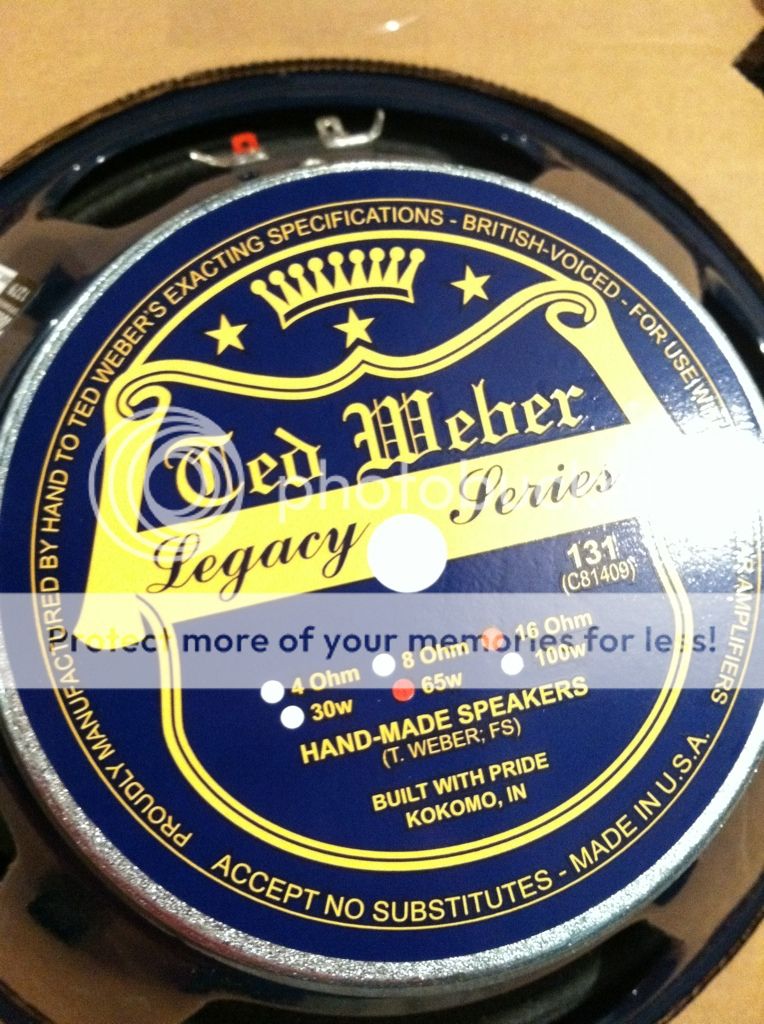 PROUDLY MANUFACTURED BY HAND TO TED WEBER'S EXACTING SPECIFICATIONS - BRITISH-VOICED - FOR USE WITH
AMPLIFIERS
Ted Weber
Legacy Series
131
(C81409)
4 Ohm 8 Ohm 16 Ohm
30w 65w 100w
HAND-MADE SPEAKERS
(T. WEBER; FS)
BUILT WITH PRIDE
KOKOMO, IN
ACCEPT NO SUBSTITUTES - MADE IN U.S.A.
photobucket
Protect more of your memories for less!